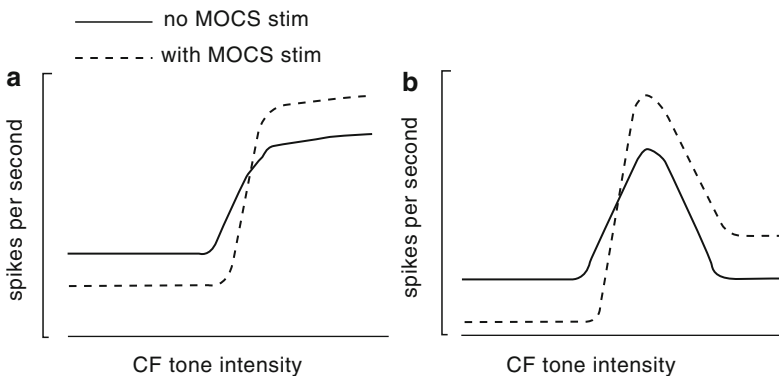 no MOCS stim
with MOCS stim
a
b
spikes per second
spikes per second
CF tone intensity
CF tone intensity